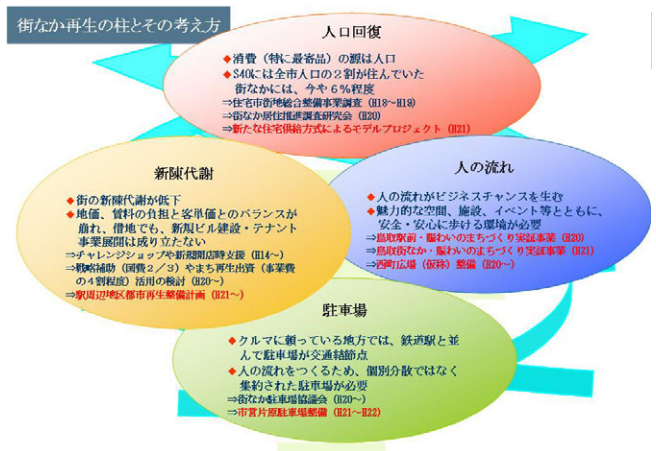 街なか再生の柱とその考え方
人口回復
◆消費（特に最寄品）の源は人口
◆S40には全市人口の2割が住んでいた
街なかには、今や6%程度
⇒住宅市街地総合整備事業調査（H18～H19）
⇒街なか居住推進調査研究会（H20）
⇒新たな住宅供給方式によるモデルプロジェクト（H21）
新陳代謝
◆街の新陳代謝が低下
◆地価、賃料の負担と客単価とのバランスが
崩れ、借地でも、新規ビル建設・テナント
事業展開は成り立たない
⇒チャレンジショップや新規開店時支援（H14～）
⇒戦略補助（国費2／3）やまち再生出資（事業費
の4割程度）活用の検討（H20～）
⇒駅周辺地区都市再生整備計画（H21～）
人の流れ
◆人の流れがビジネスチャンスを生む
◆魅力的な空間、施設、イベント等とともに、
安全・安心に歩ける環境が必要
⇒鳥取駅前・賑わいのまちづくり実証事業（H20）
⇒鳥取街なか・賑わいのまちづくり実証事業（H21）
⇒西町広場（仮称）整備（H20～）
駐車場
◆クルマに頼っている地方では、鉄道駅と並
んで駐車場が交通結節点
◆人の流れをつくるため、個別分散ではなく
集約された駐車場が必要
⇒街なか駐車場協議会（H20～）
⇒市営片原駐車場整備（H21～H22）